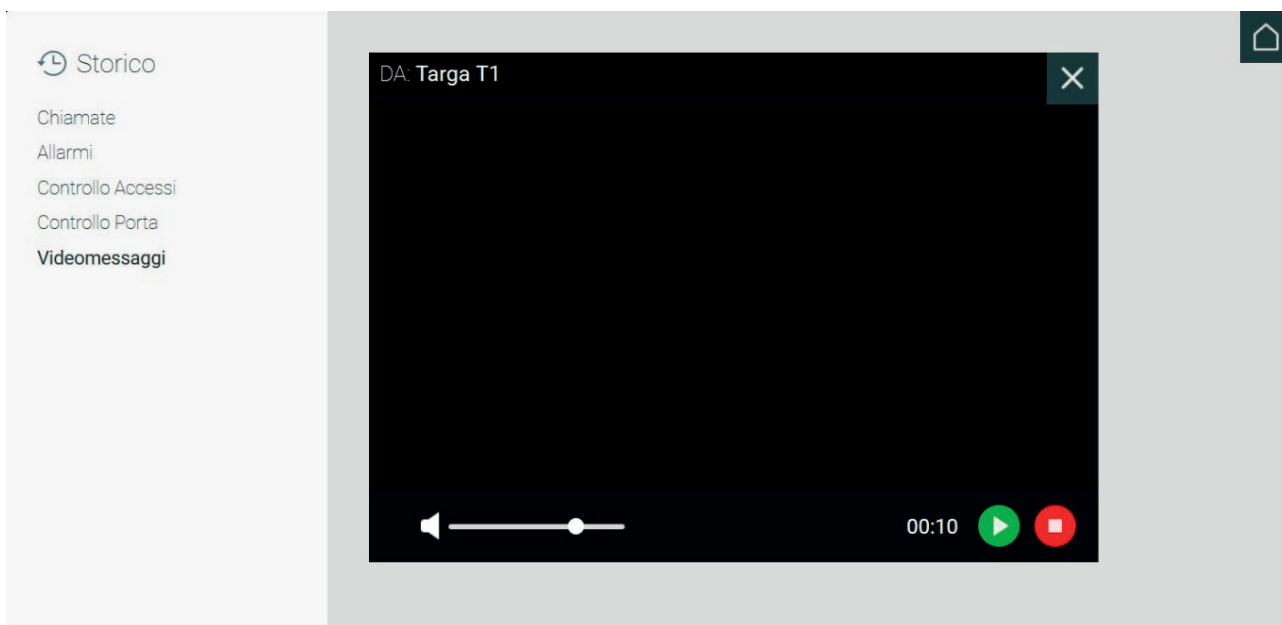 Storico
Chiamate
Allarmi
Controllo Accessi
Controllo Porta
Videomessaggi
DA: Targa T1
00:10